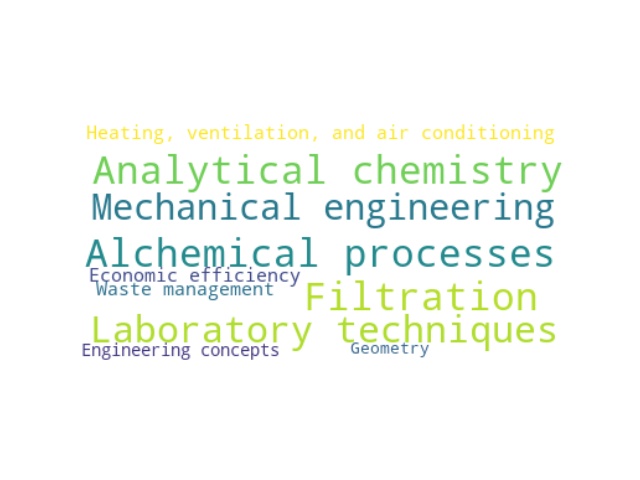 Heating, ventilation, and air conditioning
Analytical chemistry
Mechanical engineering
Alchemical processes
Economic efficiency
Waste management
Filtration
Laboratory techniques
Engineering concepts
Geometry